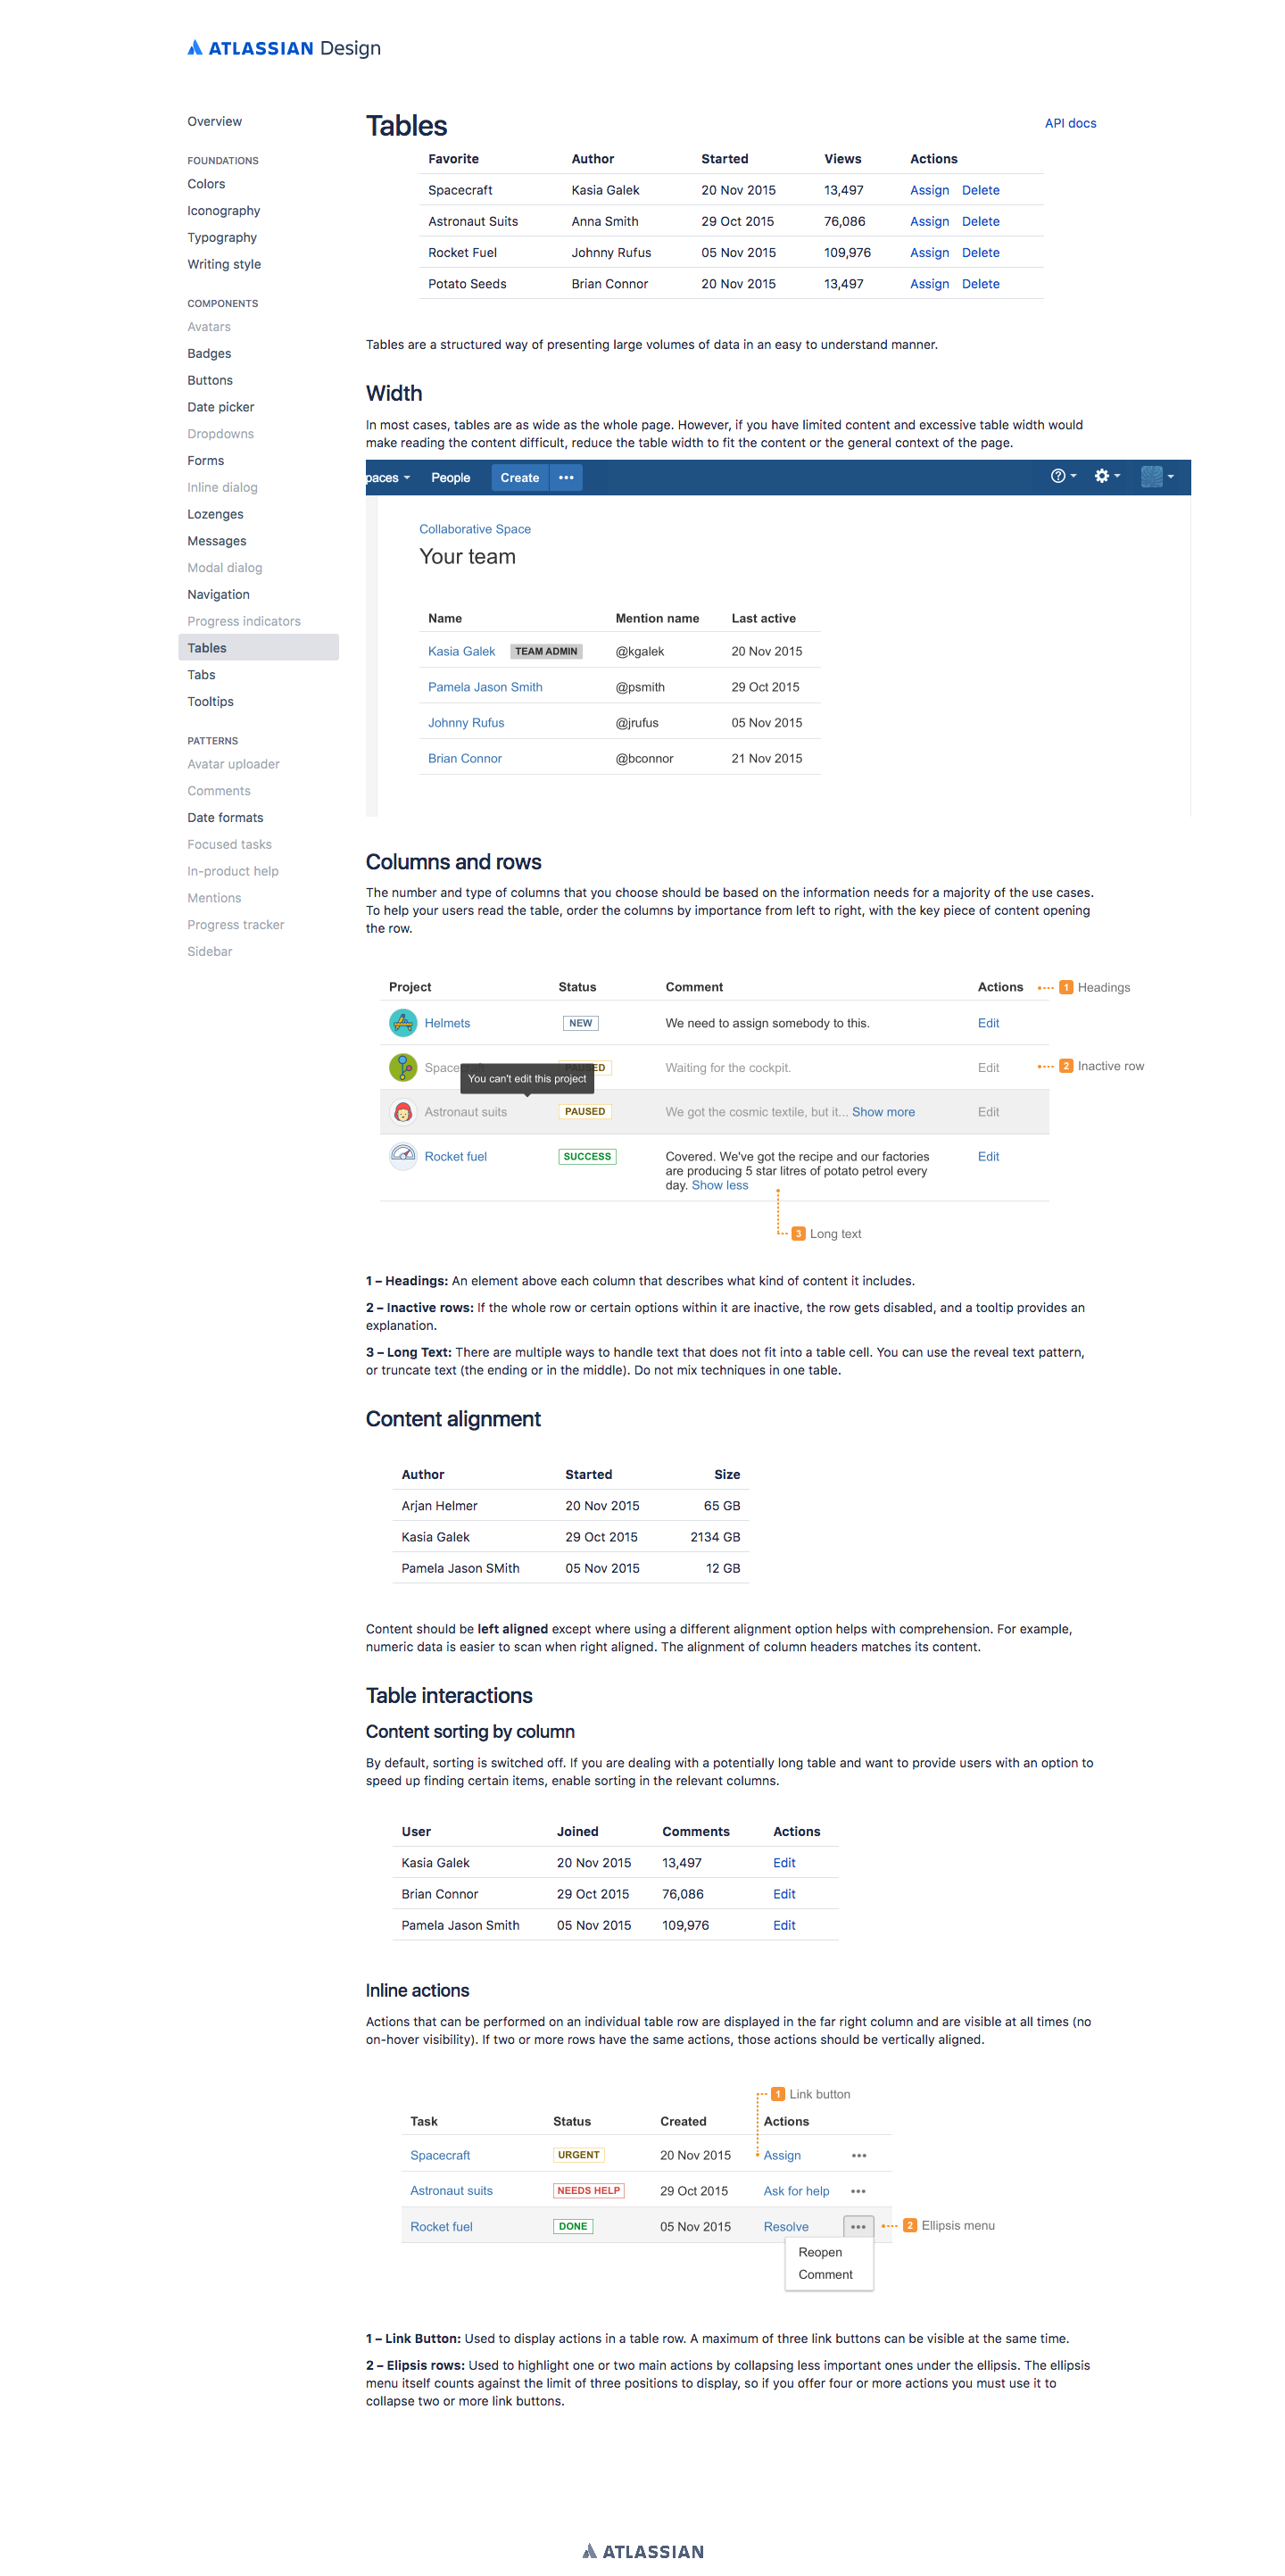 ATLASSIAN Design
Overview
FOUNDATIONS
Colors
Iconography
Typography
Writing style
COMPONENTS
Avatars
Badges
Buttons
Date picker
Dropdowns
Forms
Inline dialog
Lozenges
Messages
Modal dialog
Navigation
Progress indicators
Tables
Tabs
Tooltips
PATTERNS
Avatar uploader
Comments
Date formats
Focused tasks
In-product help
Mentions
Progress tracker
Sidebar
Tables
API docs
Favorite Author Started Views Actions
Spacecraft Kasia Galek 20 Nov 2015 13,497 Assign Delete
Astronaut Suits Anna Smith 29 Oct 2015 76,086 Assign Delete
Rocket Fuel Johnny Rufus 05 Nov 2015 109,976 Assign Delete
Potato Seeds Brian Connor 20 Nov 2015 13,497 Assign Delete
Tables are a structured way of presenting large volumes of data in an easy to understand manner.
Width
In most cases, tables are as wide as the whole page. However, if you have limited content and excessive table width would
make reading the content difficult, reduce the table width to fit the content or the general context of the page.
paces People Create •••
Collaborative Space
Your team
Name Mention name Last active
Kasia Galek TEAM ADMIN @kgalek 20 Nov 2015
Pamela Jason Smith @psmith 29 Oct 2015
Johnny Rufus @jrufus 05 Nov 2015
Brian Connor @bconnor 21 Nov 2015
Columns and rows
The number and type of columns that you choose should be based on the information needs for a majority of the use cases.
To help your users read the table, order the columns by importance from left to right, with the key piece of content opening
the row.
Project Status Comment Actions 1 Headings
Helmets NEW We need to assign somebody to this. Edit
Spacecraft PAUSED Waiting for the cockpit. Edit 2 Inactive row
You can't edit this project
Astronaut suits PAUSED We got the cosmic textile, but it... Show more Edit
Rocket fuel SUCCESS Covered. We've got the recipe and our factories Edit
are producing 5 star litres of potato petrol every
day. Show less
3 Long text
1 – Headings: An element above each column that describes what kind of content it includes.
2 – Inactive rows: If the whole row or certain options within it are inactive, the row gets disabled, and a tooltip provides an
explanation.
3 – Long Text: There are multiple ways to handle text that does not fit into a table cell. You can use the reveal text pattern,
or truncate text (the ending or in the middle). Do not mix techniques in one table.
Content alignment
Author Started Size
Arjan Helmer 20 Nov 2015 65 GB
Kasia Galek 29 Oct 2015 2134 GB
Pamela Jason SMith 05 Nov 2015 12 GB
Content should be left aligned except where using a different alignment option helps with comprehension. For example,
numeric data is easier to scan when right aligned. The alignment of column headers matches its content.
Table interactions
Content sorting by column
By default, sorting is switched off. If you are dealing with a potentially long table and want to provide users with an option to
speed up finding certain items, enable sorting in the relevant columns.
User Joined Comments Actions
Kasia Galek 20 Nov 2015 13,497 Edit
Brian Connor 29 Oct 2015 76,086 Edit
Pamela Jason Smith 05 Nov 2015 109,976 Edit
Inline actions
Actions that can be performed on an individual table row are displayed in the far right column and are visible at all times (no
on-hover visibility). If two or more rows have the same actions, those actions should be vertically aligned.
1 Link button
Task Status Created Actions
Spacecraft URGENT 20 Nov 2015 Assign •••
Astronaut suits NEEDS HELP 29 Oct 2015 Ask for help •••
Rocket fuel DONE 05 Nov 2015 Resolve ••• 2 Ellipsis menu
Reopen
Comment
1 – Link Button: Used to display actions in a table row. A maximum of three link buttons can be visible at the same time.
2 – Elipsis rows: Used to highlight one or two main actions by collapsing less important ones under the ellipsis. The ellipsis
menu itself counts against the limit of three positions to display, so if you offer four or more actions you must use it to
collapse two or more link buttons.
ATLASSIAN